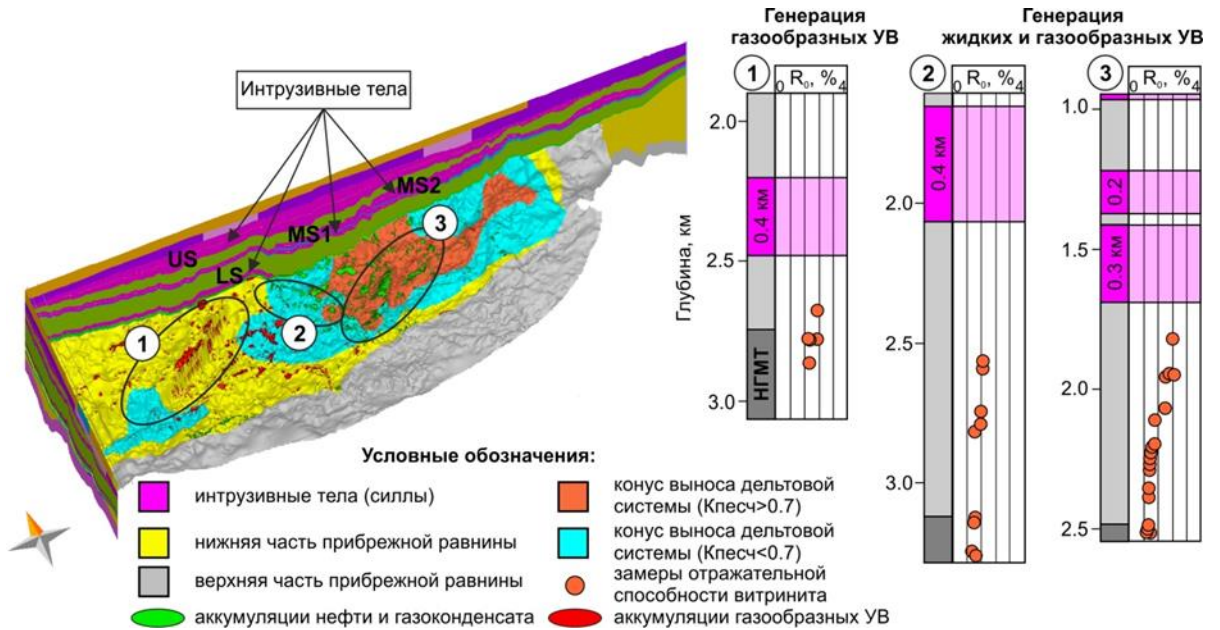 Интрузивные тела
US
LS
MS1
MS2
1
2
3
Генерация
газообразных УВ
1
0 R₀, % 4
2.0
2.5
3.0
Глубина, км
0.4 км
НГМТ
Генерация
жидких и газообразных УВ
2
0 R₀, % 4
2.0
2.5
3.0
0.4 км
3
0 R₀, % 4
1.0
1.5
2.0
2.5
0.2
0.3 км
Условные обозначения:
интрузивные тела (силлы)
нижняя часть прибрежной равнины
верхняя часть прибрежной равнины
аккумуляции нефти и газоконденсата
конус выноса дельтовой
системы (Кпесч>0.7)
конус выноса дельтовой
системы (Кпесч<0.7)
замеры отражательной
способности витринита
аккумуляции газообразных УВ